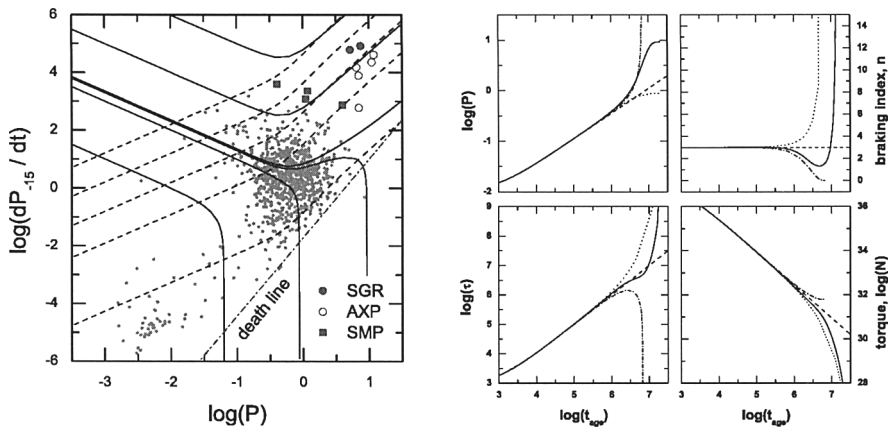 6
4
2
0
-2
-4
-6
log(dP₋₁₅ / dt)
death line
SGR
AXP
SMP
-3 -2 -1 0 1
log(P)
1
0
-1
-2
log(P)
14
12
10
8
6
4
2
0
braking index, n
9
8
7
6
5
4
3
log(τ)
3 4 5 6 7
log(t_age)
36
34
32
30
28
torque, log(N)
3 4 5 6 7
log(t_age)